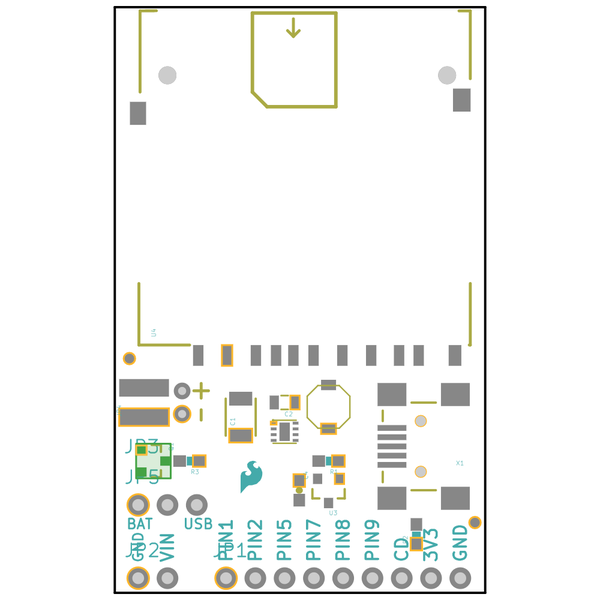 +
C1
C2
JP3
R3
X1
JP5
U3
BAT
USB
JP2
GND
VIN
JP1
PIN1
PIN2
PIN5
PIN7
PIN8
PIN9
CD
3V3
GND